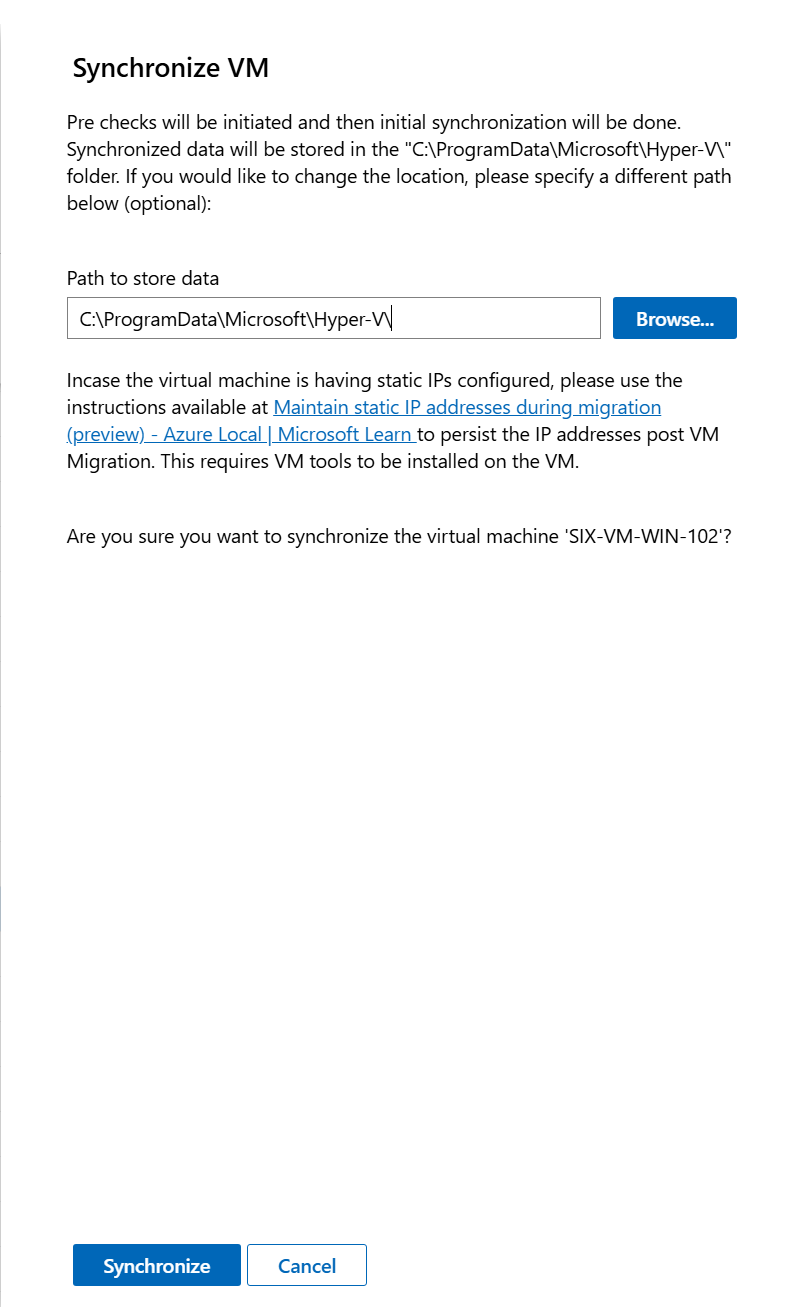 Synchronize VM
Pre checks will be initiated and then initial synchronization will be done.
Synchronized data will be stored in the "C:\ProgramData\Microsoft\Hyper-V\"
folder. If you would like to change the location, please specify a different path
below (optional):
Path to store data
C:\ProgramData\Microsoft\Hyper-V\
Browse...
Incase the virtual machine is having static IPs configured, please use the
instructions available at Maintain static IP addresses during migration
(preview) - Azure Local | Microsoft Learn to persist the IP addresses post VM
Migration. This requires VM tools to be installed on the VM.
Are you sure you want to synchronize the virtual machine 'SIX-VM-WIN-102'?
Synchronize
Cancel